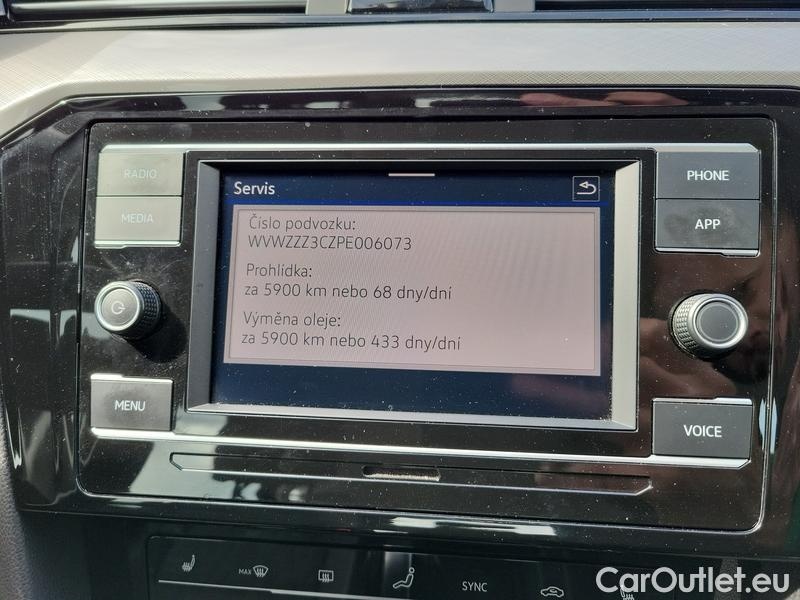 Servis
RADIO
PHONE
MEDIA
APP
Číslo podvozku:
WVWZZZ3CZPE006073
Prohlídka:
za 5900 km nebo 68 dny/dní
Výměna oleje:
za 5900 km nebo 433 dny/dní
MENU
VOICE
MAX
SYNC
CarOutlet.eu